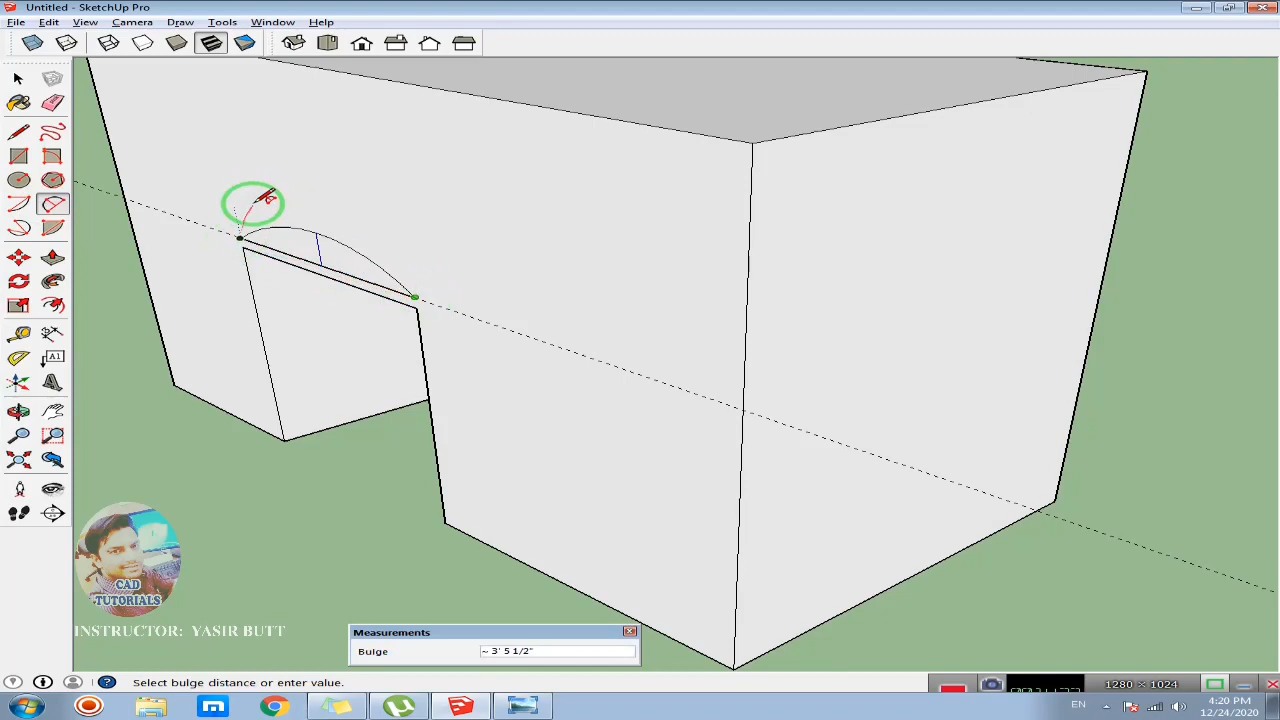 Untitled - SketchUp Pro
File Edit View Camera Draw Tools Window Help
A1
CAD
TUTORIALS
INSTRUCTOR: YASIR BUTT
Measurements
Bulge ~ 3' 5 1/2"
Select bulge distance or enter value.
1280 × 1024
EN
4:20 PM
12/24/2020